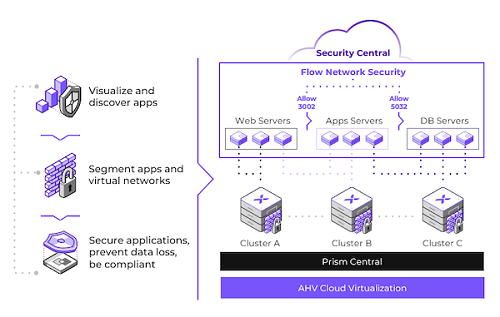 Security Central
Flow Network Security
Allow
3002
Allow
5032
Web Servers
Apps Servers
DB Servers
Visualize and
discover apps
Segment apps and
virtual networks
Secure applications,
prevent data loss,
be compliant
Cluster A
Cluster B
Cluster C
Prism Central
AHV Cloud Virtualization